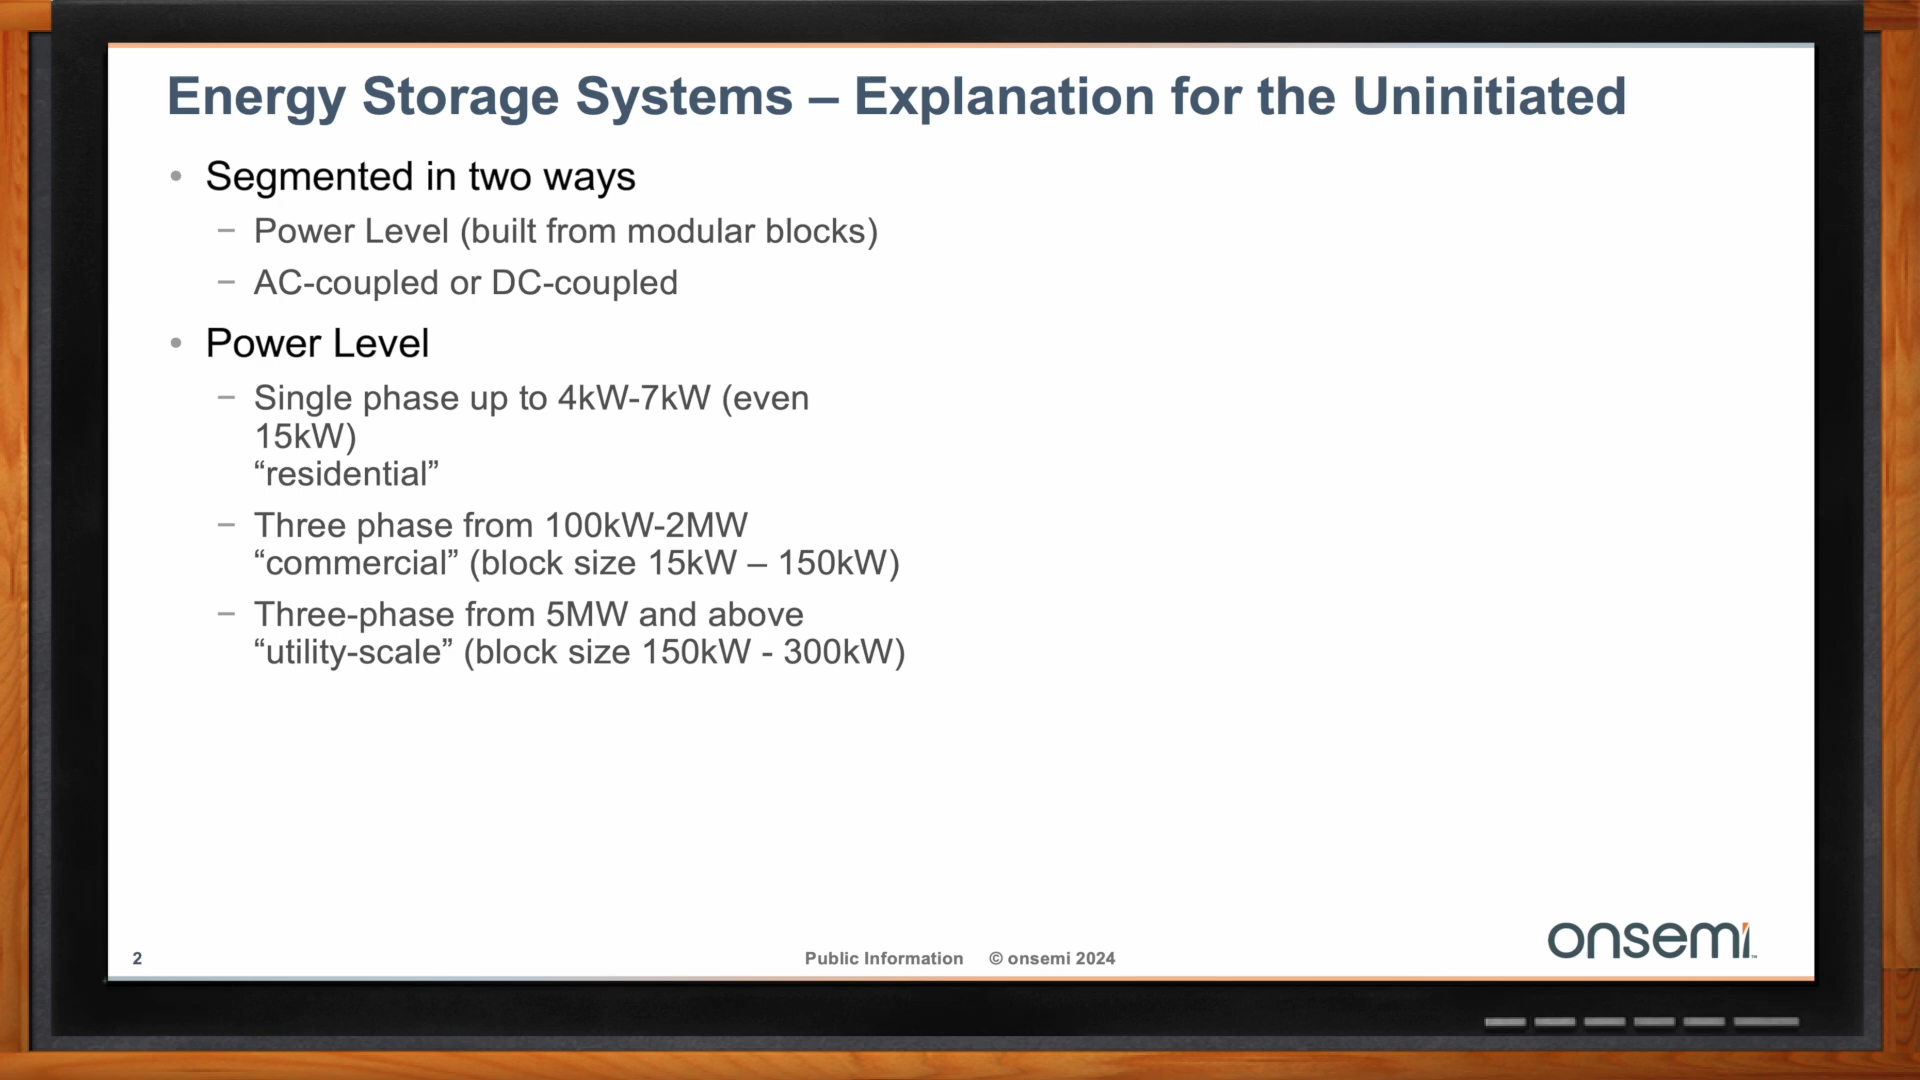 Energy Storage Systems – Explanation for the Uninitiated
• Segmented in two ways
– Power Level (built from modular blocks)
– AC-coupled or DC-coupled
• Power Level
– Single phase up to 4kW-7kW (even
15kW)
“residential”
– Three phase from 100kW-2MW
“commercial” (block size 15kW – 150kW)
– Three-phase from 5MW and above
“utility-scale” (block size 150kW - 300kW)
2
Public Information © onsemi 2024
onsemi™